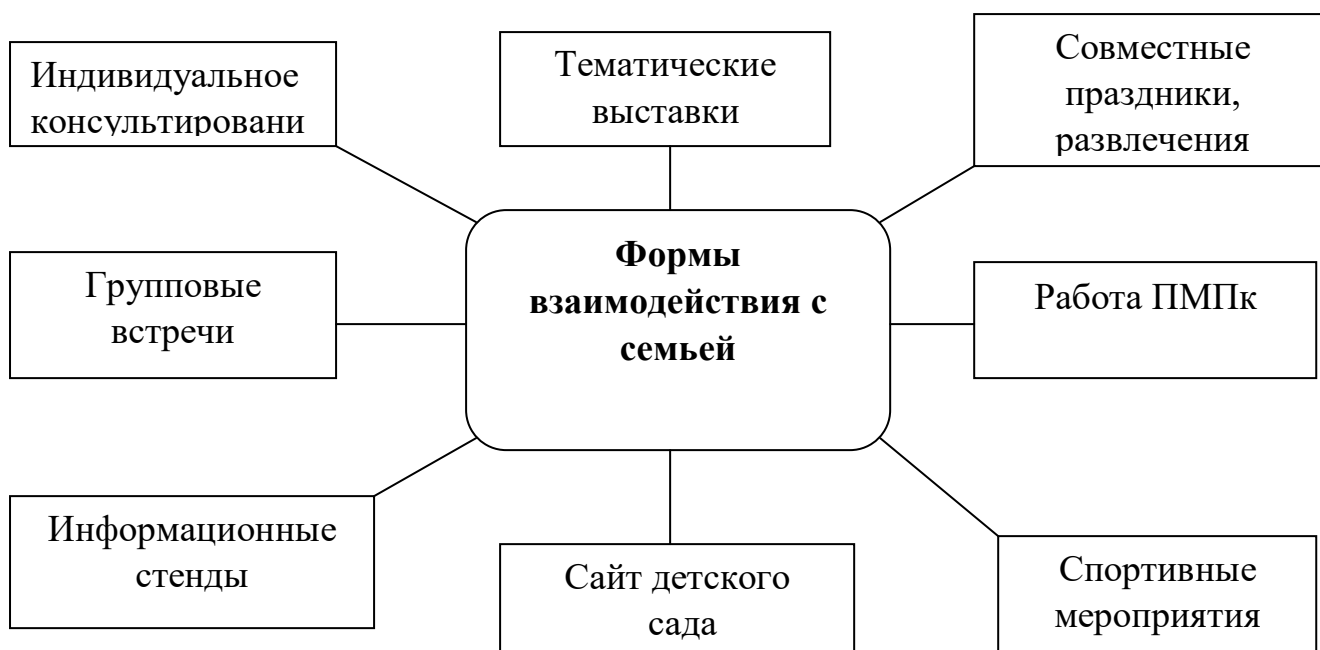 Индивидуальное
консультировани
Тематические
выставки
Совместные
праздники,
развлечения
Групповые
встречи
Формы
взаимодействия с
семьей
Работа ПМПк
Информационные
стенды
Сайт детского
сада
Спортивные
мероприятия